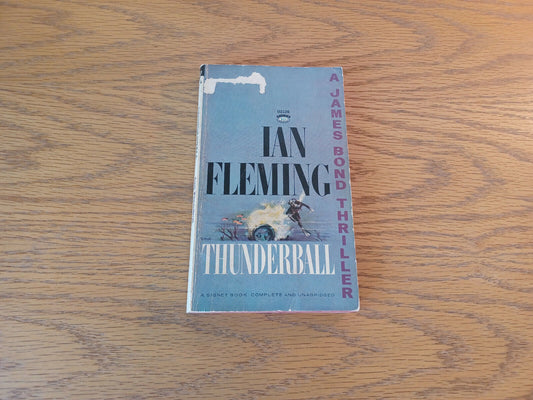 IAN
FLEMING
THUNDERBALL
A SIGNET BOOK COMPLETE AND UNABRIDGED
A JAMES BOND THRILLER